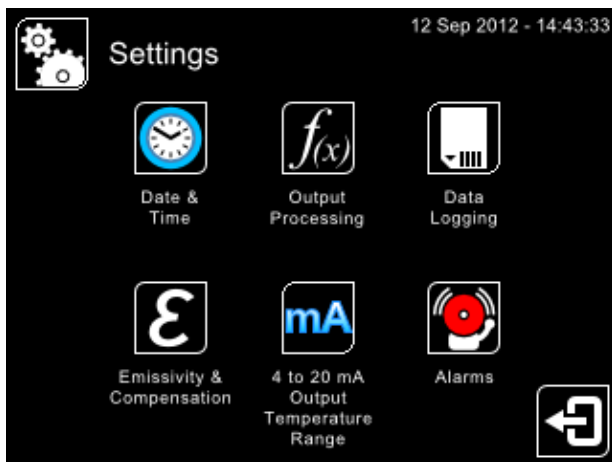 12 Sep 2012 - 14:43:33
Settings
f(x)
Date &
Time
Output
Processing
Data
Logging
ε
mA
Emissivity &
Compensation
4 to 20 mA
Output
Temperature
Range
Alarms